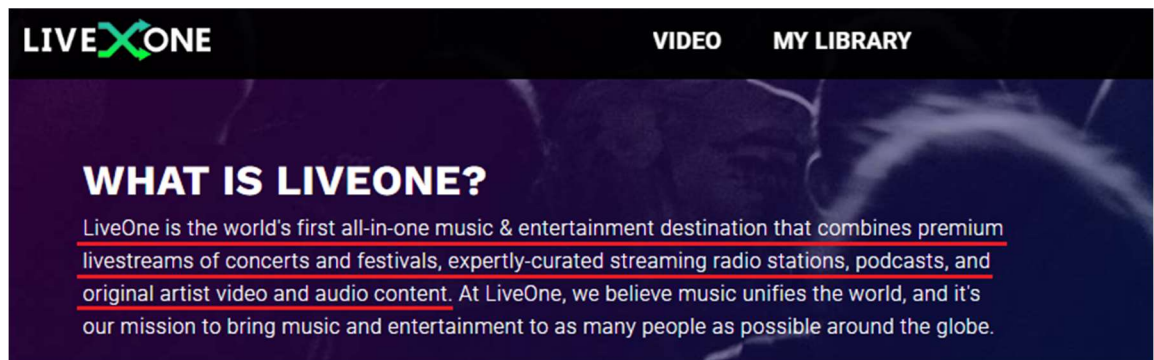 LIVEXONE
VIDEO
MY LIBRARY
WHAT IS LIVEONE?
LiveOne is the world's first all-in-one music & entertainment destination that combines premium
livestreams of concerts and festivals, expertly-curated streaming radio stations, podcasts, and
original artist video and audio content. At LiveOne, we believe music unifies the world, and it's
our mission to bring music and entertainment to as many people as possible around the globe.